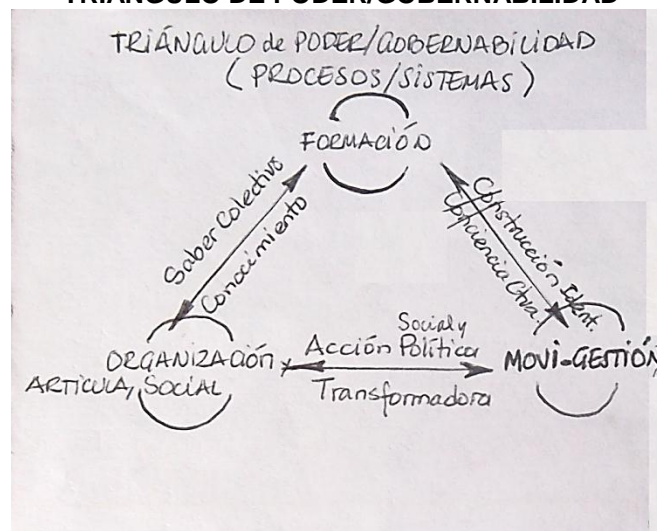 TRIÁNGULO DE PODER/GOBERNABILIDAD
TRIÁNGULO de PODER/GOBERNABILIDAD
(PROCESOS/SISTEMAS)
FORMACIÓN
Saber Colectivo
Conocimiento
Construcción Ident.
Conciencia Ctva.
Social y
Acción Política
Transformadora
ORGANIZACIÓN
ARTICULA, SOCIAL
MOVI-GESTIÓN